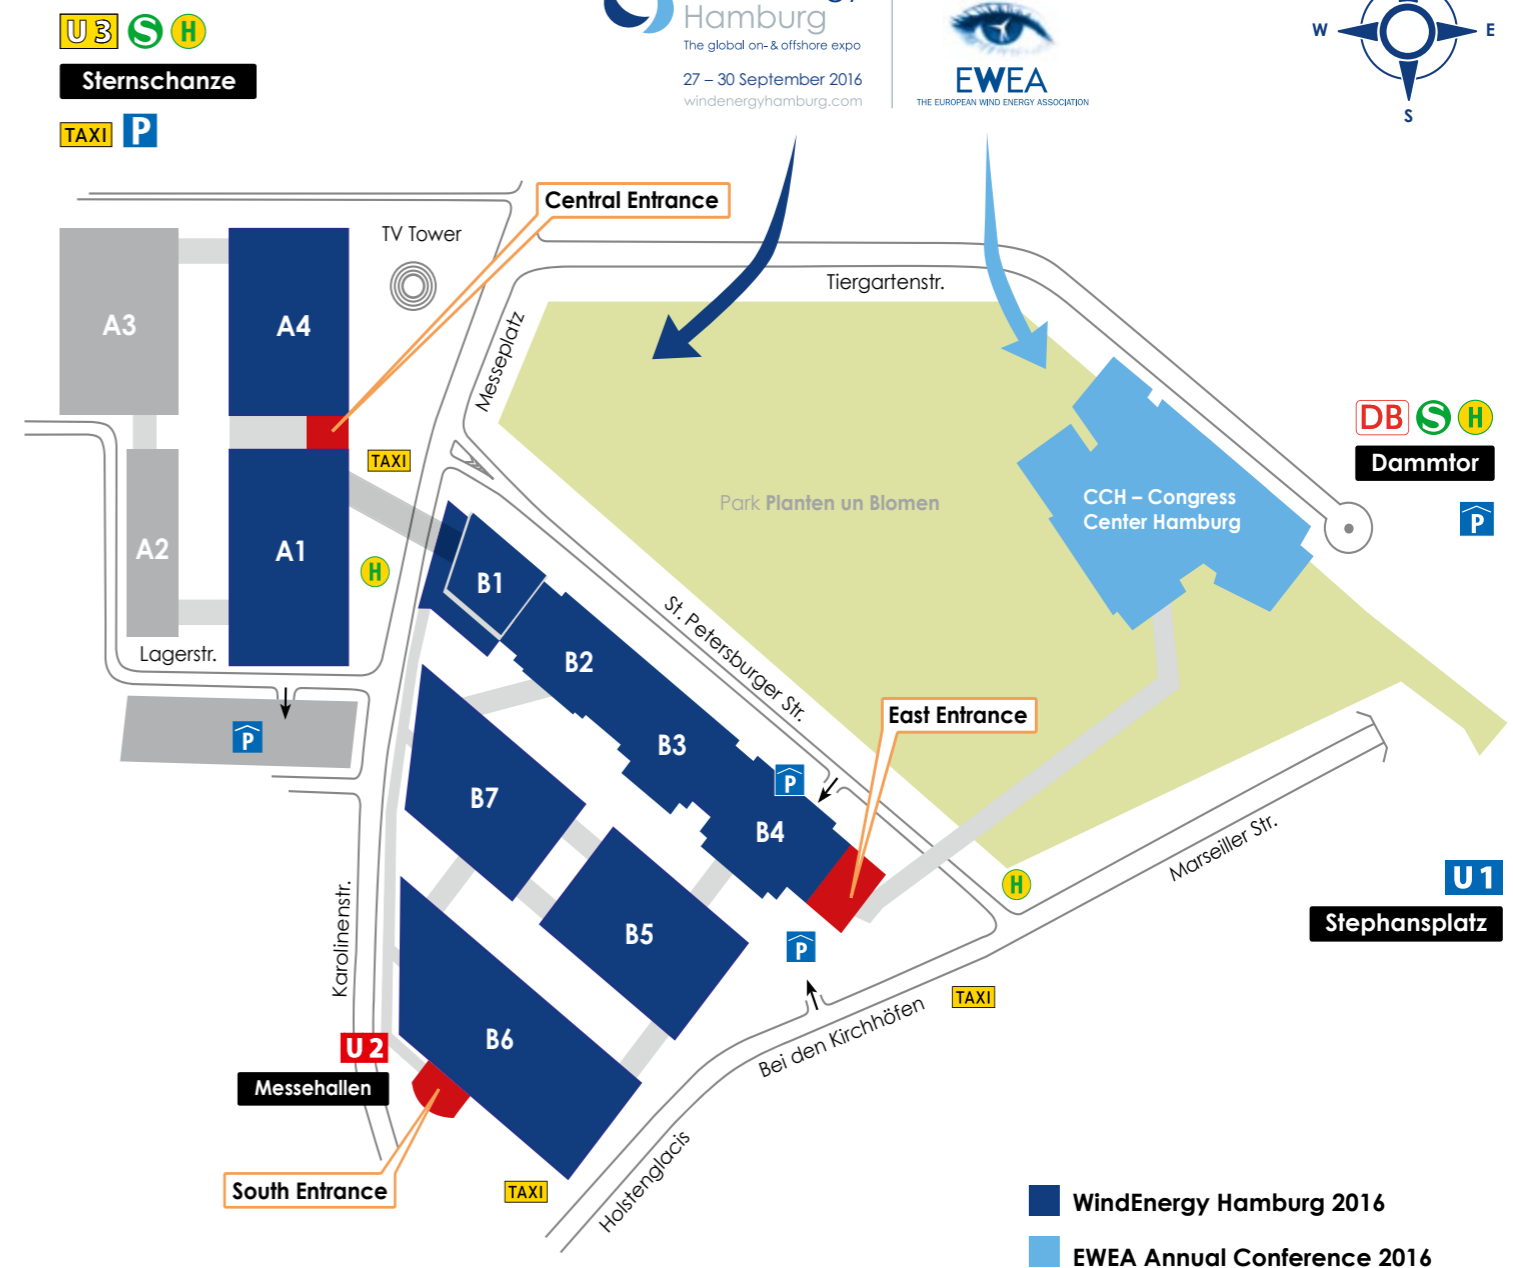 U3 S H
Sternschanze
TAXI P
Hamburg
The global on- & offshore expo
27 – 30 September 2016
windenergyhamburg.com
EWEA
THE EUROPEAN WIND ENERGY ASSOCIATION
W E
S
Central Entrance
TV Tower
Tiergartenstr.
Messeplatz
A3
A4
TAXI
DB S H
Dammtor
P
Park Planten un Blomen
CCH – Congress
Center Hamburg
A2
A1
H
B1
B2
St. Petersburger Str.
Lagerstr.
P
East Entrance
B3
P
B7
B4
Marseiller Str.
H
U1
Stephansplatz
Karolinenstr.
B5
P
TAXI
Bei den Kirchhöfen
B6
U2
Messehallen
South Entrance
TAXI
Holstenglacis
WindEnergy Hamburg 2016
EWEA Annual Conference 2016